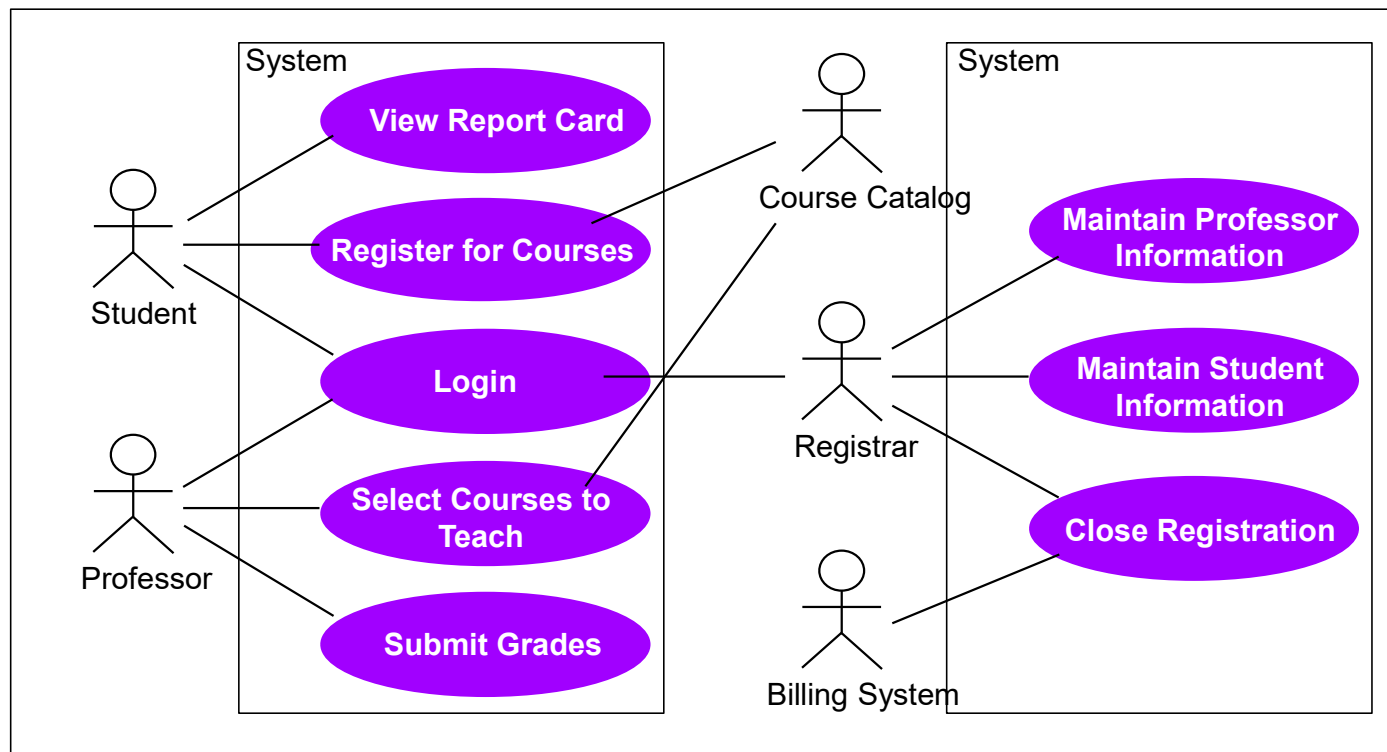 System
View Report Card
Register for Courses
Login
Select Courses to
Teach
Submit Grades
Student
Professor
Course Catalog
Registrar
Billing System
System
Maintain Professor
Information
Maintain Student
Information
Close Registration